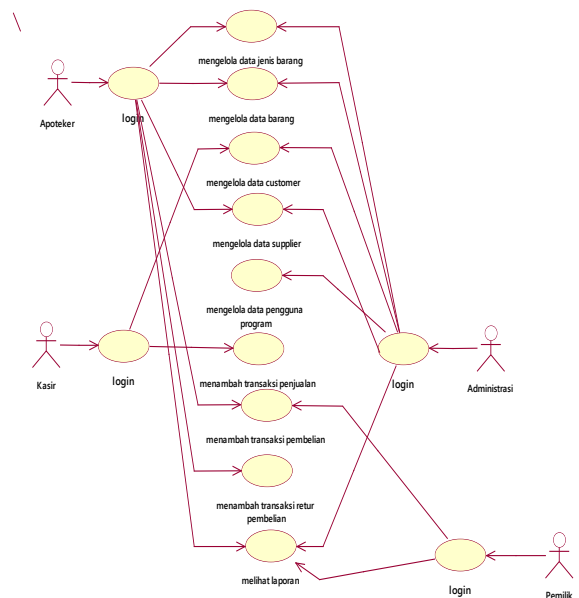 mengelola data jenis barang
Apoteker
login
mengelola data barang
mengelola data customer
mengelola data supplier
mengelola data pengguna
program
Kasir
login
menambah transaksi penjualan
login
Administrasi
menambah transaksi pembelian
menambah transaksi retur
pembelian
melihat laporan
login
Pemilik